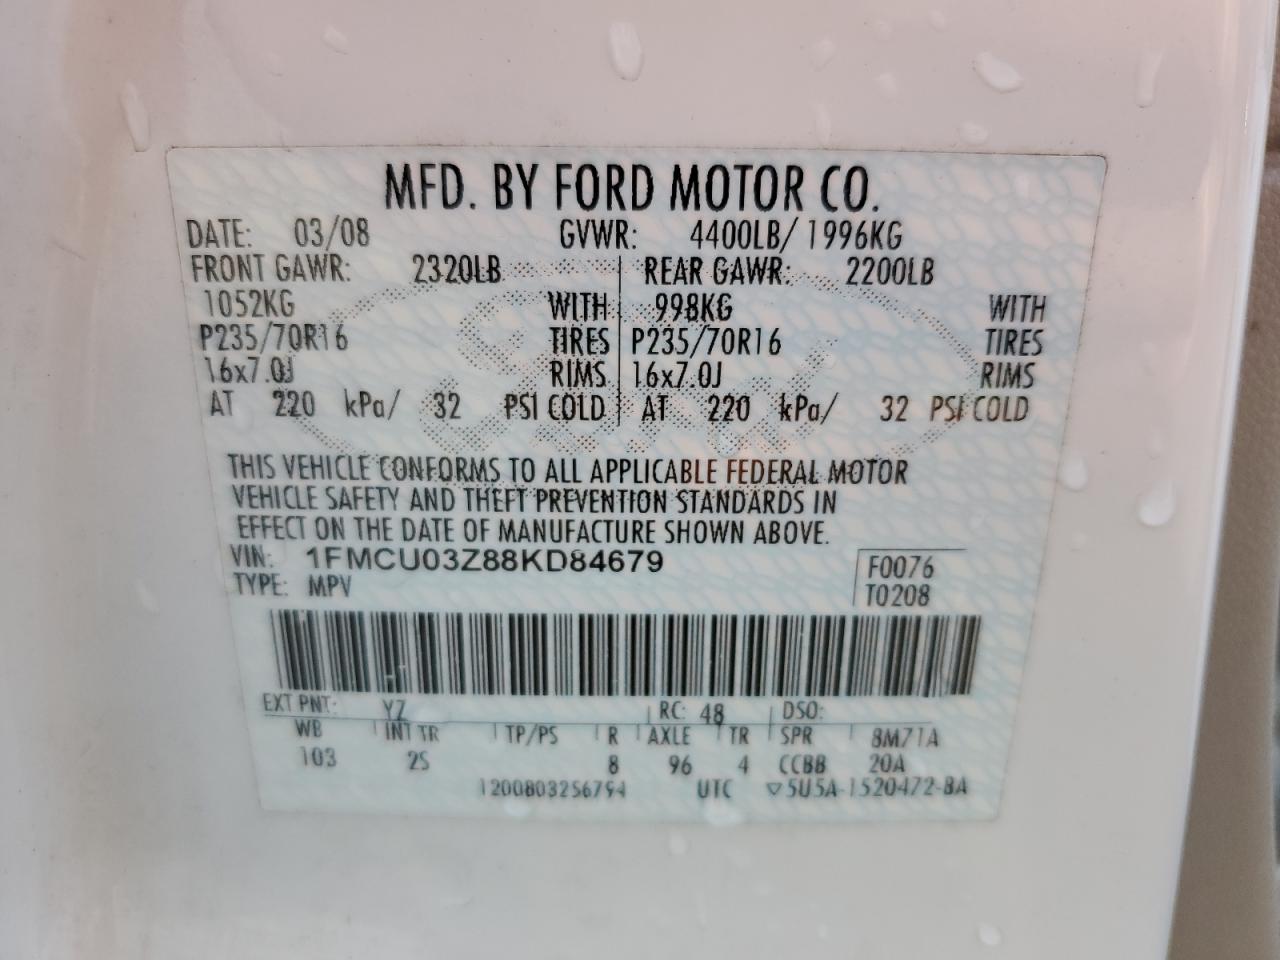 MFD. BY FORD MOTOR CO.
DATE: 03/08 GVWR: 4400LB/ 1996KG
FRONT GAWR: 2320LB REAR GAWR: 2200LB
1052KG WITH 998KG WITH
P235/70R16 TIRES P235/70R16 TIRES
16x7.0J RIMS 16x7.0J RIMS
AT 220 kPa/ 32 PSI COLD AT 220 kPa/ 32 PSI COLD
THIS VEHICLE CONFORMS TO ALL APPLICABLE FEDERAL MOTOR
VEHICLE SAFETY AND THEFT PREVENTION STANDARDS IN
EFFECT ON THE DATE OF MANUFACTURE SHOWN ABOVE.
VIN: 1FMCU03Z88KD84679 F0076
TYPE: MPV T0208
EXT PNT: YZ RC: 48 DSO:
WB INT TR TP/PS R AXLE TR SPR 8M71A
103 2S 8 96 4 CCBB 20A
1200803256794 UTC ▽5U5A-1520472-BA